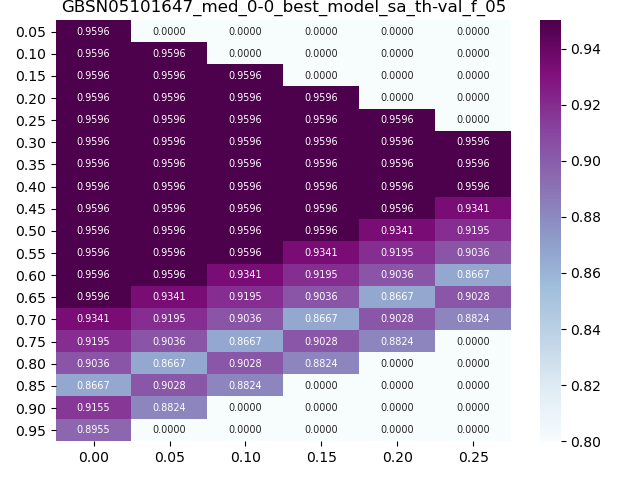 GBSN05101647_med_0-0_best_model_sa_th-val_f_05
0.05 0.9596 0.0000 0.0000 0.0000 0.0000 0.0000
0.10 0.9596 0.9596 0.0000 0.0000 0.0000 0.0000
0.15 0.9596 0.9596 0.9596 0.0000 0.0000 0.0000
0.20 0.9596 0.9596 0.9596 0.9596 0.0000 0.0000
0.25 0.9596 0.9596 0.9596 0.9596 0.9596 0.0000
0.30 0.9596 0.9596 0.9596 0.9596 0.9596 0.9596
0.35 0.9596 0.9596 0.9596 0.9596 0.9596 0.9596
0.40 0.9596 0.9596 0.9596 0.9596 0.9596 0.9596
0.45 0.9596 0.9596 0.9596 0.9596 0.9596 0.9341
0.50 0.9596 0.9596 0.9596 0.9596 0.9341 0.9195
0.55 0.9596 0.9596 0.9596 0.9341 0.9195 0.9036
0.60 0.9596 0.9596 0.9341 0.9195 0.9036 0.8667
0.65 0.9596 0.9341 0.9195 0.9036 0.8667 0.9028
0.70 0.9341 0.9195 0.9036 0.8667 0.9028 0.8824
0.75 0.9195 0.9036 0.8667 0.9028 0.8824 0.0000
0.80 0.9036 0.8667 0.9028 0.8824 0.0000 0.0000
0.85 0.8667 0.9028 0.8824 0.0000 0.0000 0.0000
0.90 0.9155 0.8824 0.0000 0.0000 0.0000 0.0000
0.95 0.8955 0.0000 0.0000 0.0000 0.0000 0.0000
0.00 0.05 0.10 0.15 0.20 0.25
0.94
0.92
0.90
0.88
0.86
0.84
0.82
0.80